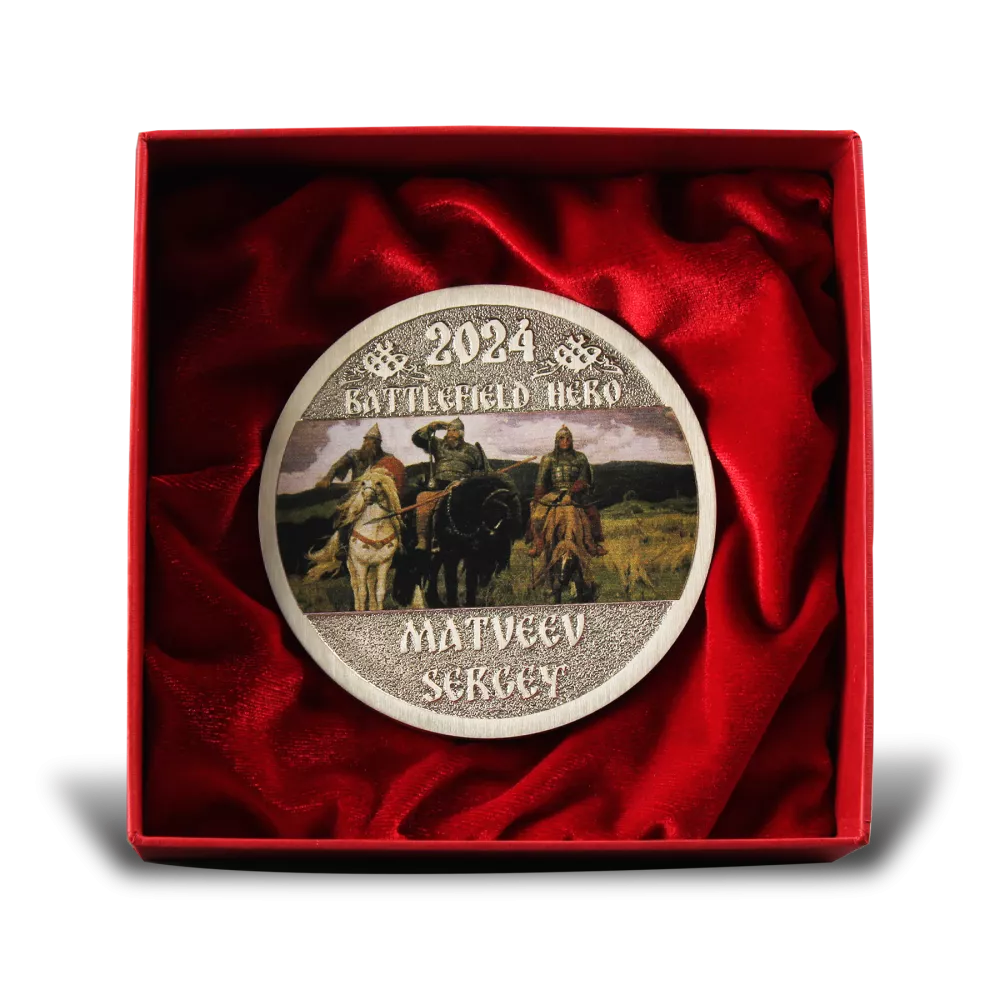 2024
BATTLEFIELD HERO
MATVEEV
SERGEY